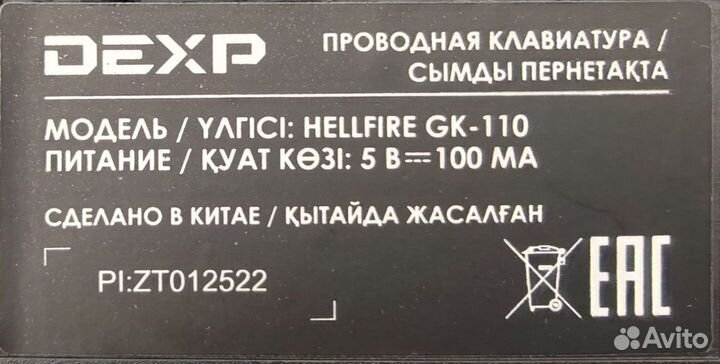 DEXP
ПРОВОДНАЯ КЛАВИАТУРА /
СЫМДЫ ПЕРНЕТАҚТА
МОДЕЛЬ / ҮЛГІСІ: HELLFIRE GK-110
ПИТАНИЕ / ҚУАТ КӨЗІ: 5 В⎓100 МА
СДЕЛАНО В КИТАЕ / ҚЫТАЙДА ЖАСАЛҒАН
PI:ZT012522
EAC
Avito